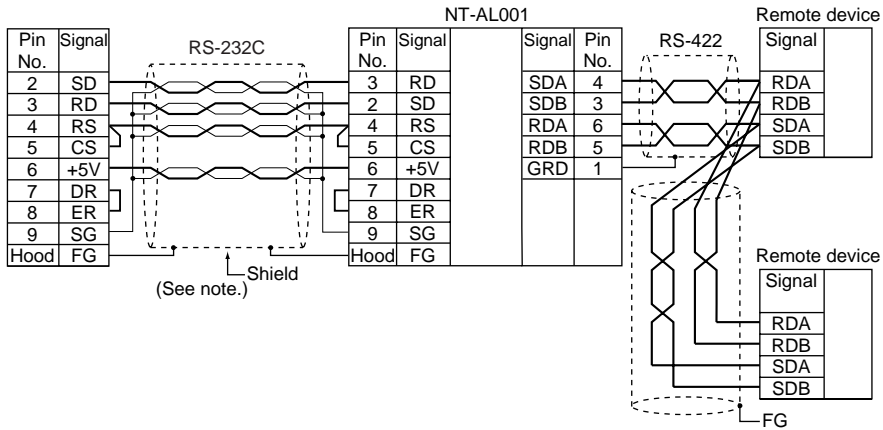 NT-AL001
Remote device
Pin No. Signal
RS-232C
Pin No. Signal
Signal Pin No.
RS-422
Signal
2 SD
3 RD
4 RS
5 CS
6 +5V
7 DR
8 ER
9 SG
Hood FG
3 RD
2 SD
4 RS
5 CS
6 +5V
7 DR
8 ER
9 SG
Hood FG
SDA 4
SDB 3
RDA 6
RDB 5
GRD 1
RDA
RDB
SDA
SDB
Shield
(See note.)
Remote device
Signal
RDA
RDB
SDA
SDB
FG